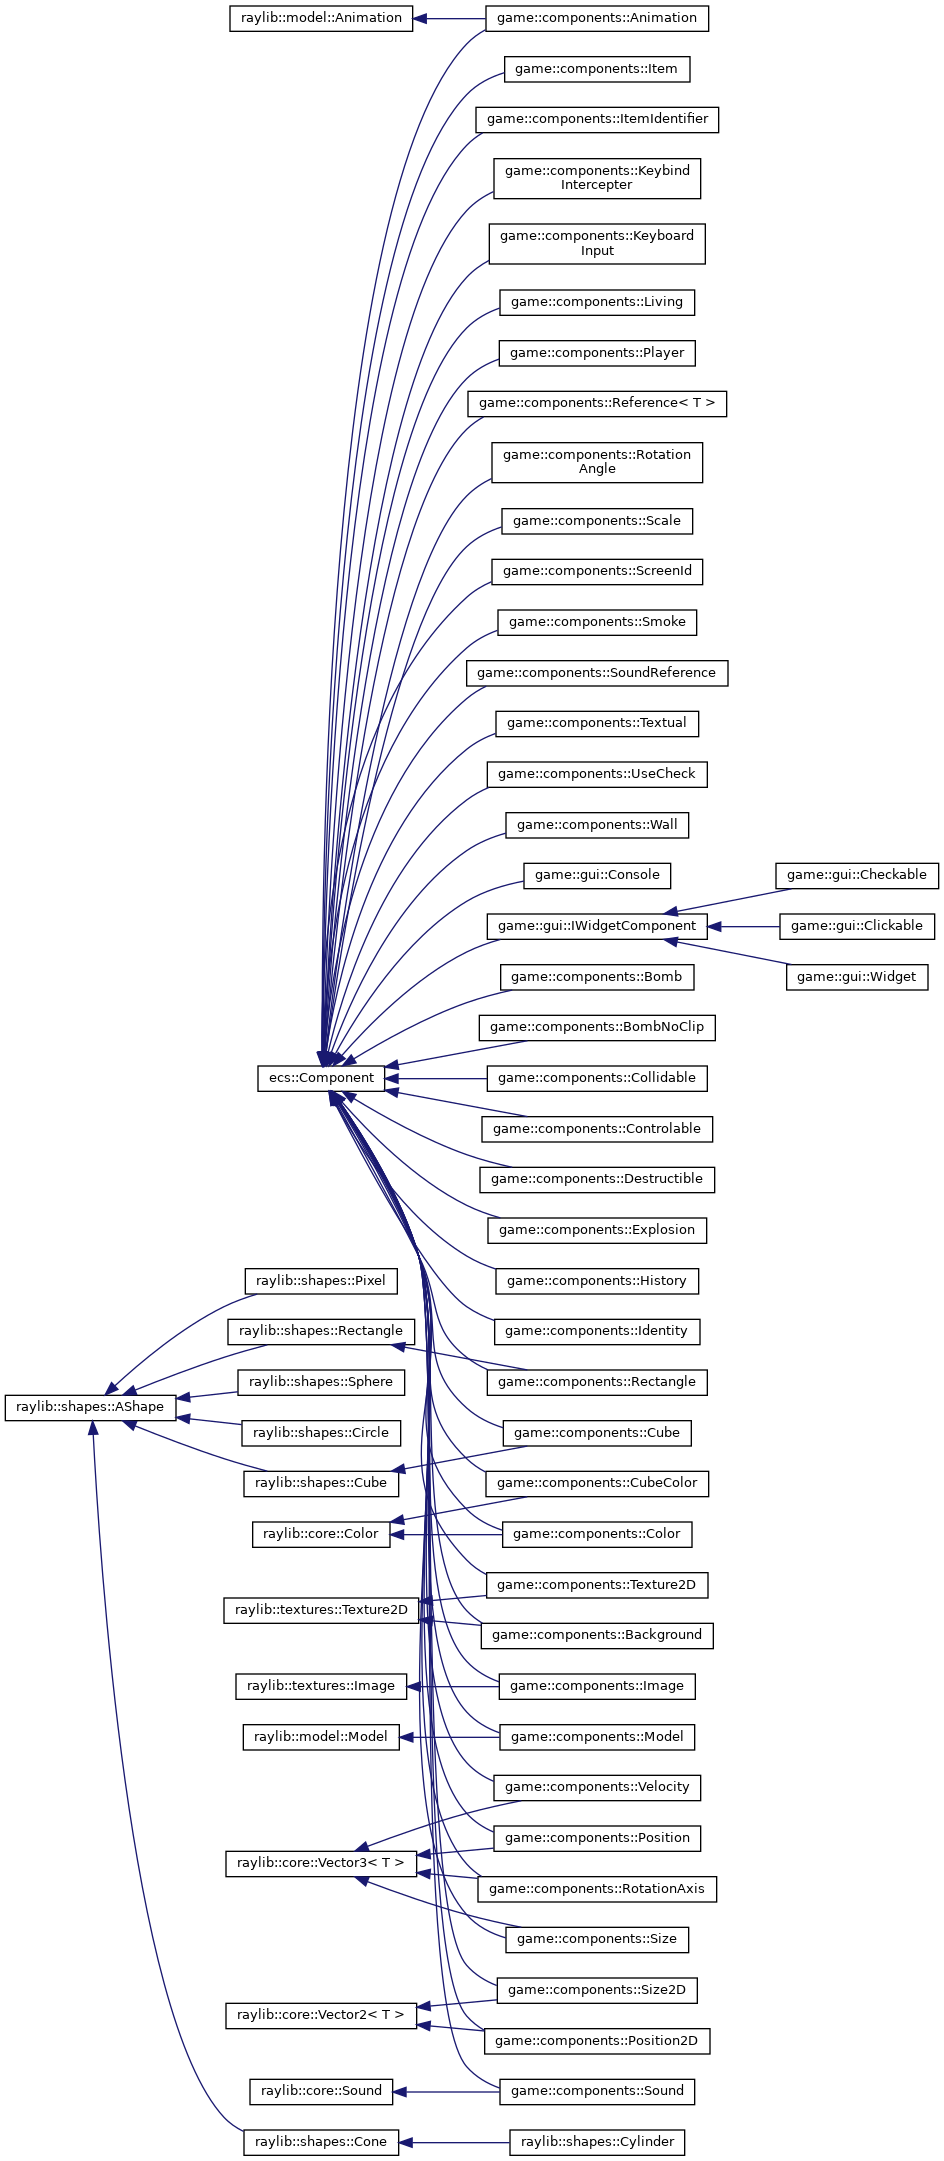 raylib::model::Animation
game::components::Animation
game::components::Item
game::components::ItemIdentifier
game::components::Keybind
Intercepter
game::components::Keyboard
Input
game::components::Living
game::components::Player
game::components::Reference< T >
game::components::Rotation
Angle
game::components::Scale
game::components::ScreenId
game::components::Smoke
game::components::SoundReference
game::components::Textual
game::components::UseCheck
game::components::Wall
game::gui::Console
game::gui::Checkable
game::gui::IWidgetComponent
game::gui::Clickable
game::components::Bomb
game::gui::Widget
game::components::BombNoClip
ecs::Component
game::components::Collidable
game::components::Controlable
game::components::Destructible
game::components::Explosion
raylib::shapes::Pixel
game::components::History
raylib::shapes::Rectangle
game::components::Identity
raylib::shapes::Sphere
game::components::Rectangle
raylib::shapes::AShape
raylib::shapes::Circle
game::components::Cube
raylib::shapes::Cube
game::components::CubeColor
raylib::core::Color
game::components::Color
game::components::Texture2D
raylib::textures::Texture2D
game::components::Background
raylib::textures::Image
game::components::Image
raylib::model::Model
game::components::Model
game::components::Velocity
game::components::Position
raylib::core::Vector3< T >
game::components::RotationAxis
game::components::Size
game::components::Size2D
raylib::core::Vector2< T >
game::components::Position2D
raylib::core::Sound
game::components::Sound
raylib::shapes::Cone
raylib::shapes::Cylinder